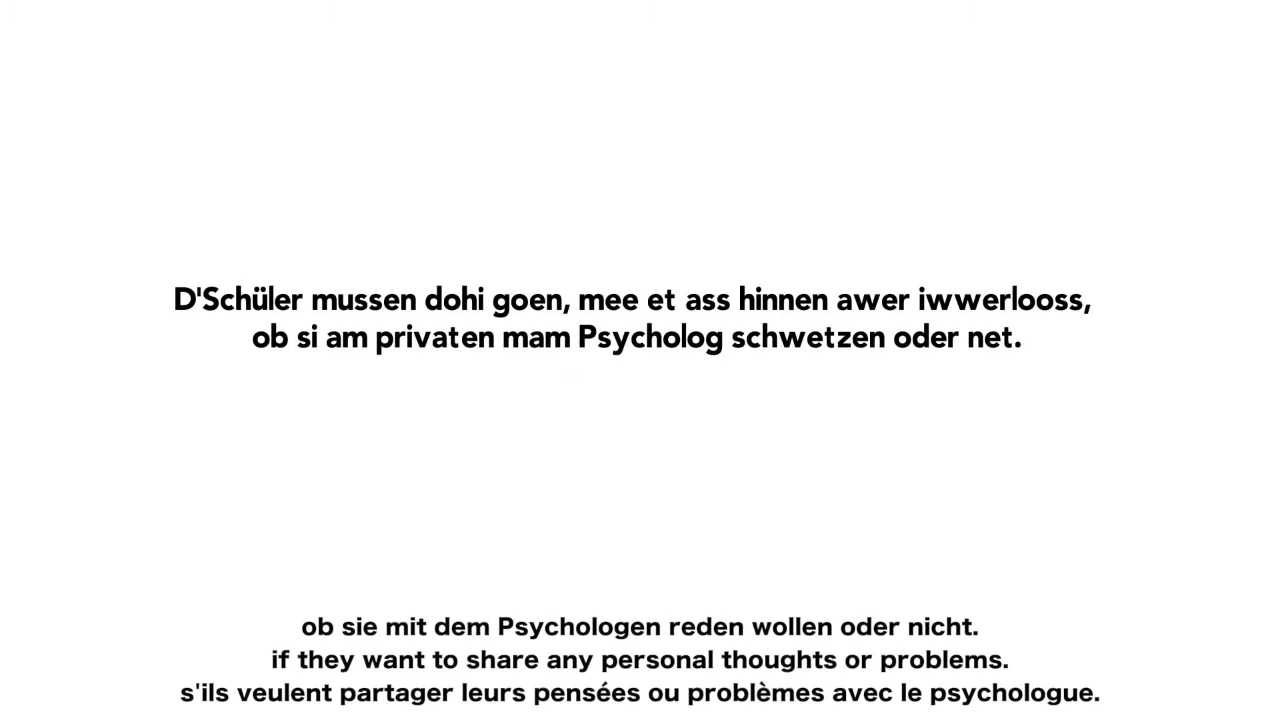 D'Schüler mussen dohi goen, mee et ass hinnen awer iwwerlooss,
ob si am privaten mam Psycholog schwetzen oder net.
ob sie mit dem Psychologen reden wollen oder nicht.
if they want to share any personal thoughts or problems.
s'ils veulent partager leurs pensées ou problèmes avec le psychologue.